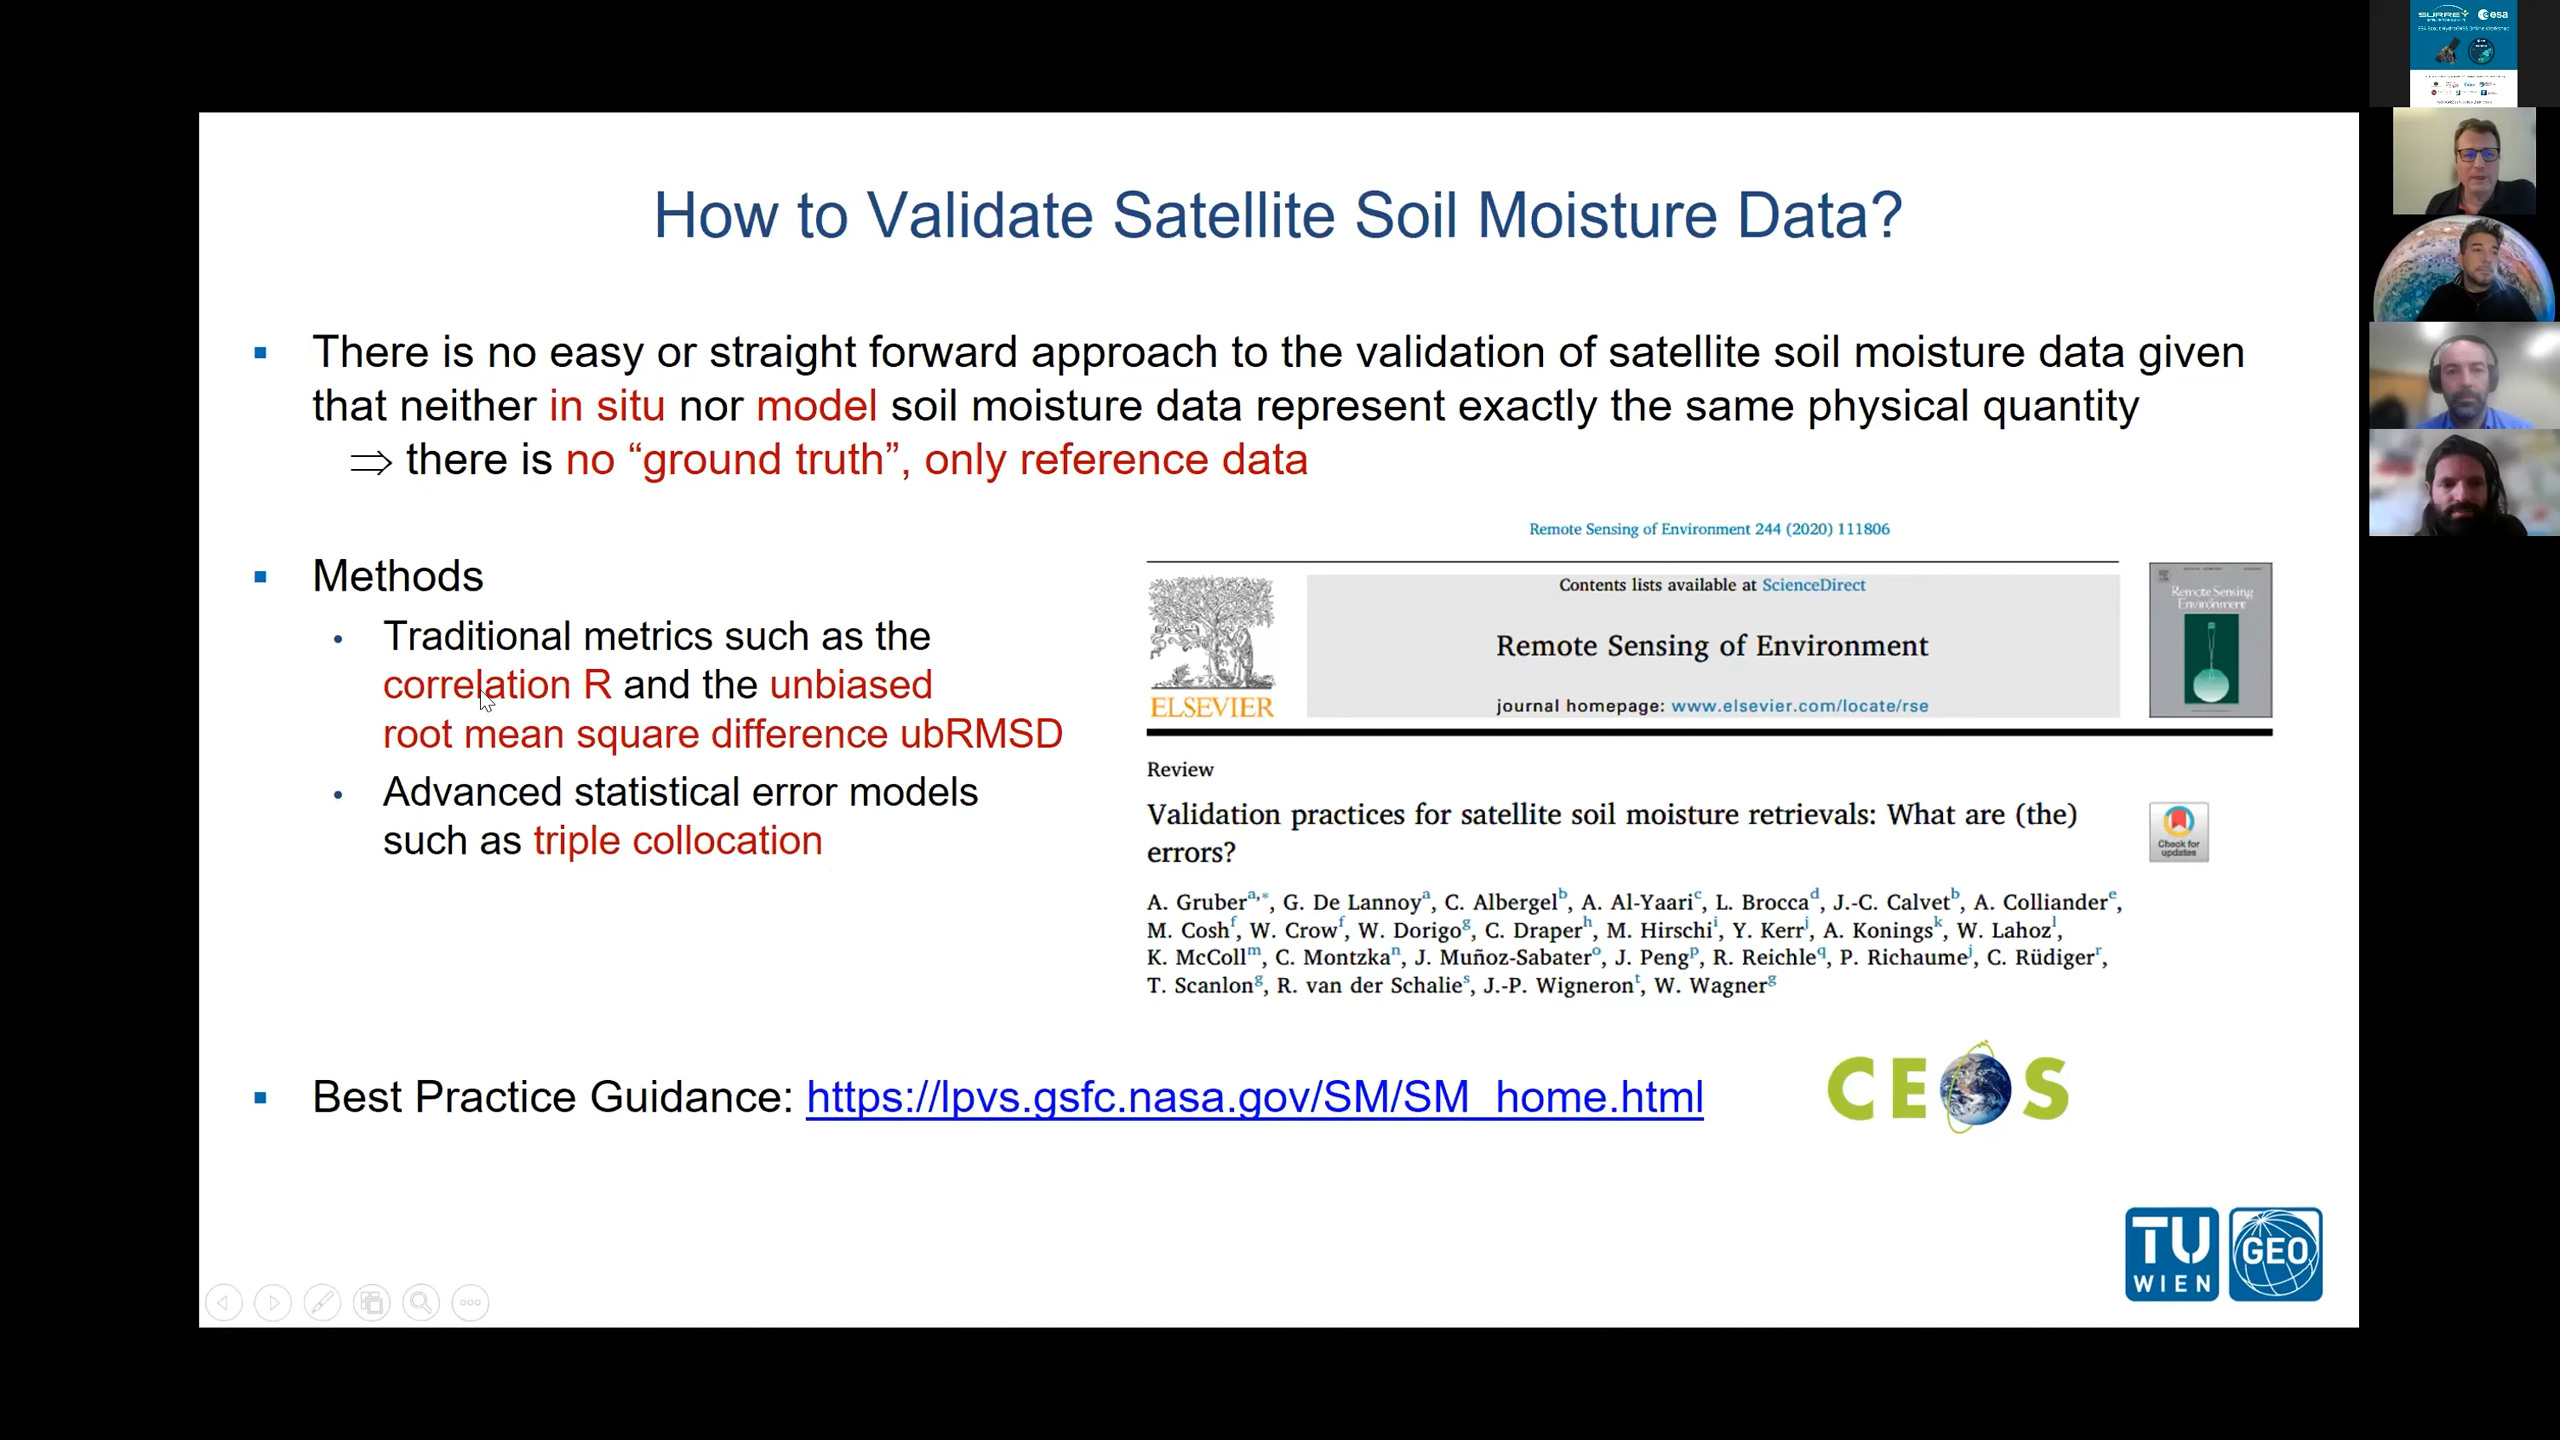 How to Validate Satellite Soil Moisture Data?
There is no easy or straight forward approach to the validation of satellite soil moisture data given
that neither in situ nor model soil moisture data represent exactly the same physical quantity
⇒ there is no “ground truth”, only reference data
Methods
Traditional metrics such as the
correlation R and the unbiased
root mean square difference ubRMSD
Advanced statistical error models
such as triple collocation
Remote Sensing of Environment 244 (2020) 111806
Contents lists available at ScienceDirect
Remote Sensing of Environment
journal homepage: www.elsevier.com/locate/rse
ELSEVIER
Remote Sensing
Environment
Review
Validation practices for satellite soil moisture retrievals: What are (the)
errors?
Check for
updates
A. Gruber a,*, G. De Lannoy a, C. Albergel b, A. Al-Yaari c, L. Brocca d, J.-C. Calvet b, A. Colliander e,
M. Cosh f, W. Crow f, W. Dorigo g, C. Draper h, M. Hirschi i, Y. Kerr j, A. Konings k, W. Lahoz l,
K. McColl m, C. Montzka n, J. Muñoz-Sabater o, J. Peng p, R. Reichle q, P. Richaume j, C. Rüdiger r,
T. Scanlon g, R. van der Schalie s, J.-P. Wigneron t, W. Wagner g
Best Practice Guidance: https://lpvs.gsfc.nasa.gov/SM/SM_home.html
CEOS
TU
WIEN
GEO
SURREY
esa